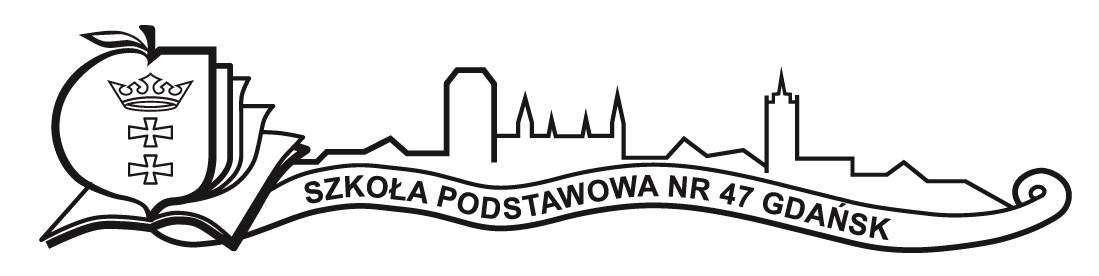 SZKOŁA PODSTAWOWA NR 47 GDAŃSK